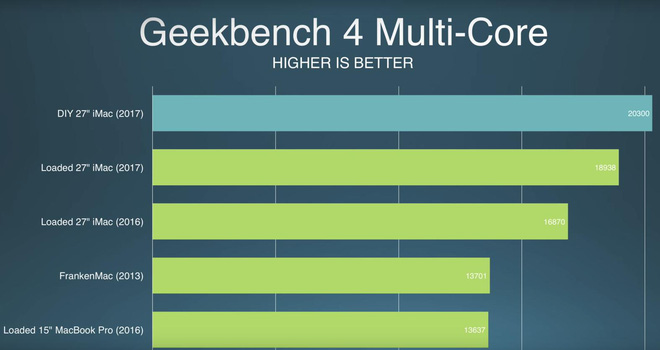 Geekbench 4 Multi-Core
HIGHER IS BETTER
DIY 27" iMac (2017)
20300
Loaded 27" iMac (2017)
18938
Loaded 27" iMac (2016)
16870
FrankenMac (2013)
13701
Loaded 15" MacBook Pro (2016)
13637